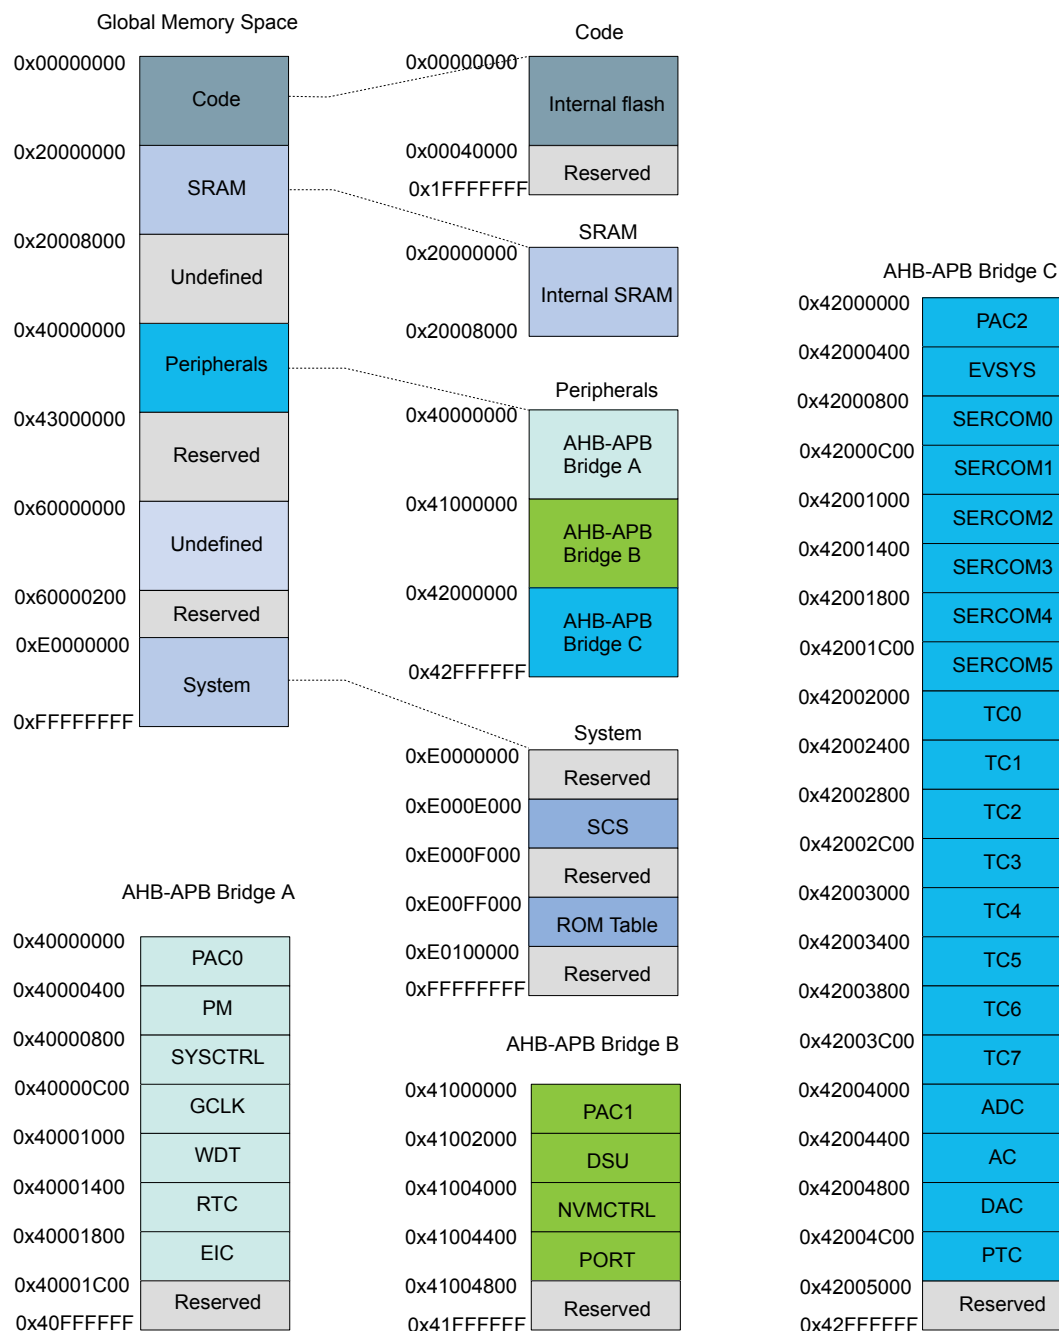 Global Memory Space
0x00000000
Code
0x20000000
SRAM
0x20008000
Undefined
0x40000000
Peripherals
0x43000000
Reserved
0x60000000
Undefined
0x60000200
Reserved
0xE0000000
System
0xFFFFFFFF
Code
0x00000000
Internal flash
0x00040000
Reserved
0x1FFFFFFF
SRAM
0x20000000
Internal SRAM
0x20008000
Peripherals
0x40000000
AHB-APB
Bridge A
0x41000000
AHB-APB
Bridge B
0x42000000
AHB-APB
Bridge C
0x42FFFFFF
System
0xE0000000
Reserved
0xE000E000
SCS
0xE000F000
Reserved
0xE00FF000
ROM Table
0xE0100000
Reserved
0xFFFFFFFF
AHB-APB Bridge A
0x40000000
PAC0
0x40000400
PM
0x40000800
SYSCTRL
0x40000C00
GCLK
0x40001000
WDT
0x40001400
RTC
0x40001800
EIC
0x40001C00
Reserved
0x40FFFFFF
AHB-APB Bridge B
0x41000000
PAC1
0x41002000
DSU
0x41004000
NVMCTRL
0x41004400
PORT
0x41004800
Reserved
0x41FFFFFF
AHB-APB Bridge C
0x42000000
PAC2
0x42000400
EVSYS
0x42000800
SERCOM0
0x42000C00
SERCOM1
0x42001000
SERCOM2
0x42001400
SERCOM3
0x42001800
SERCOM4
0x42001C00
SERCOM5
0x42002000
TC0
0x42002400
TC1
0x42002800
TC2
0x42002C00
TC3
0x42003000
TC4
0x42003400
TC5
0x42003800
TC6
0x42003C00
TC7
0x42004000
ADC
0x42004400
AC
0x42004800
DAC
0x42004C00
PTC
0x42005000
Reserved
0x42FFFFFF